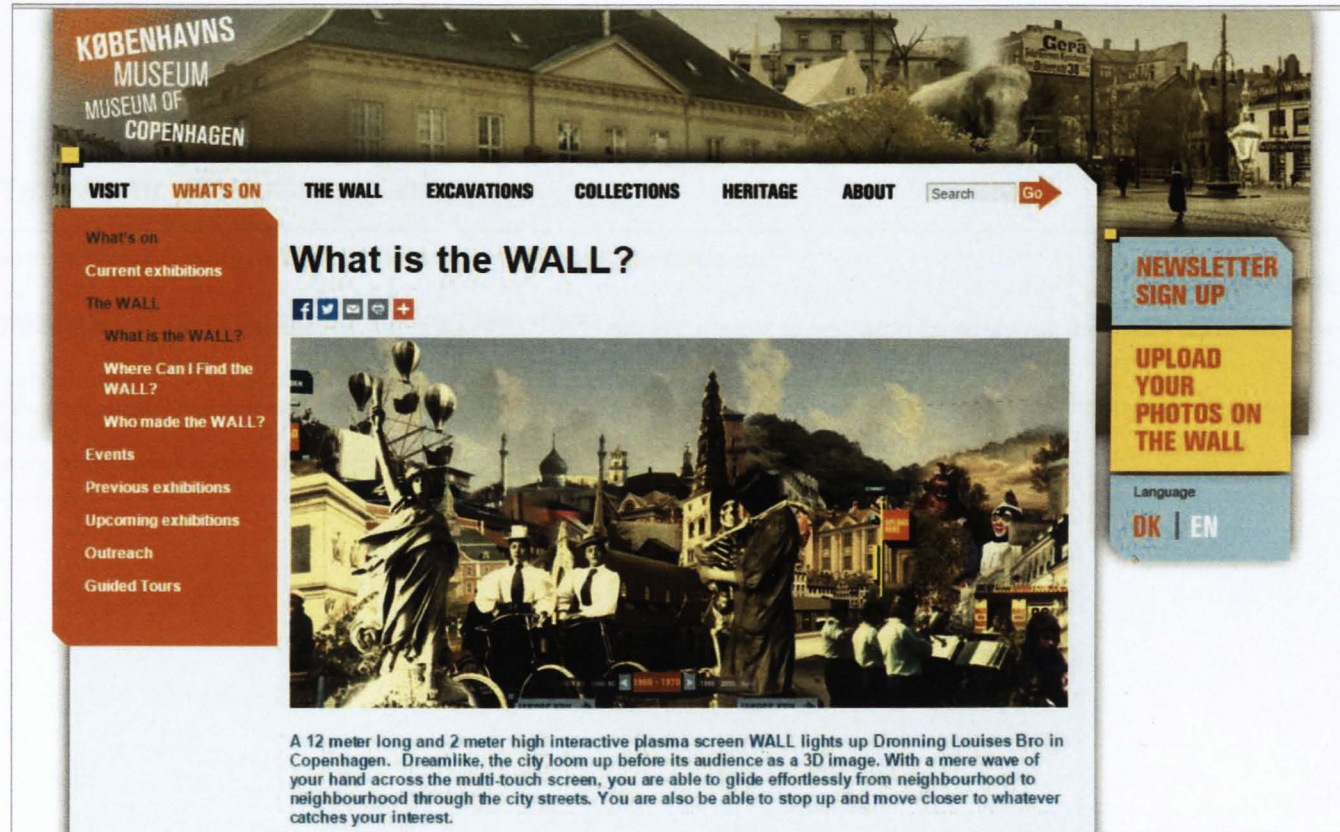 KØBENHAVNS
MUSEUM
MUSEUM OF
COPENHAGEN
Gera
VISIT WHAT'S ON THE WALL EXCAVATIONS COLLECTIONS HERITAGE ABOUT Search Go
What's on
Current exhibitions
The WALL
What is the WALL?
Where Can I Find the
WALL?
Who made the WALL?
Events
Previous exhibitions
Upcoming exhibitions
Outreach
Guided Tours
What is the WALL?
UPLOAD
1960 - 1970
A 12 meter long and 2 meter high interactive plasma screen WALL lights up Dronning Louises Bro in
Copenhagen. Dreamlike, the city loom up before its audience as a 3D image. With a mere wave of
your hand across the multi-touch screen, you are able to glide effortlessly from neighbourhood to
neighbourhood through the city streets. You are also be able to stop up and move closer to whatever
catches your interest.
NEWSLETTER
SIGN UP
UPLOAD
YOUR
PHOTOS ON
THE WALL
Language
DK | EN